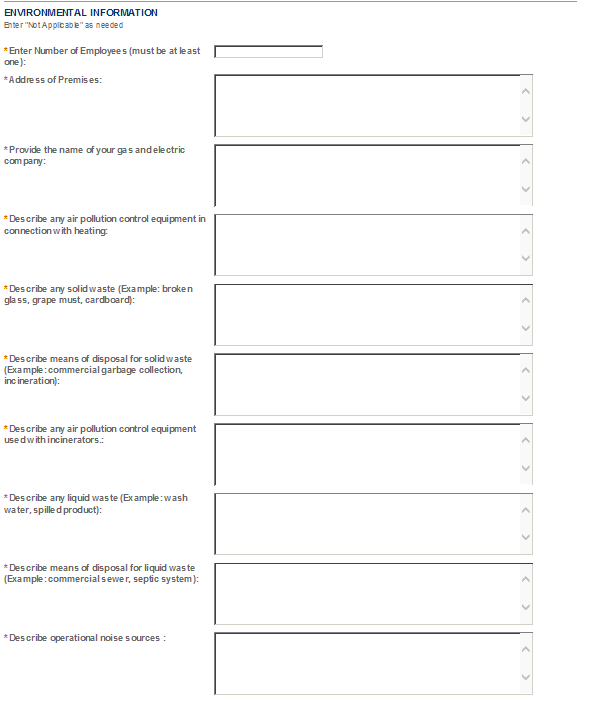 ENVIRONMENTAL INFORMATION
Enter "Not Applicable" as needed
*Enter Number of Employees (must be at least
one):
*Address of Premises:
*Provide the name of your gas and electric
company:
*Describe any air pollution control equipment in
connection with heating:
*Describe any solid waste (Example: broken
glass, grape must, cardboard):
*Describe means of disposal for solid waste
(Example: commercial garbage collection,
incineration):
*Describe any air pollution control equipment
used with incinerators.:
*Describe any liquid waste (Example: wash
water, spilled product):
*Describe means of disposal for liquid waste
(Example: commercial sewer, septic system):
*Describe operational noise sources :